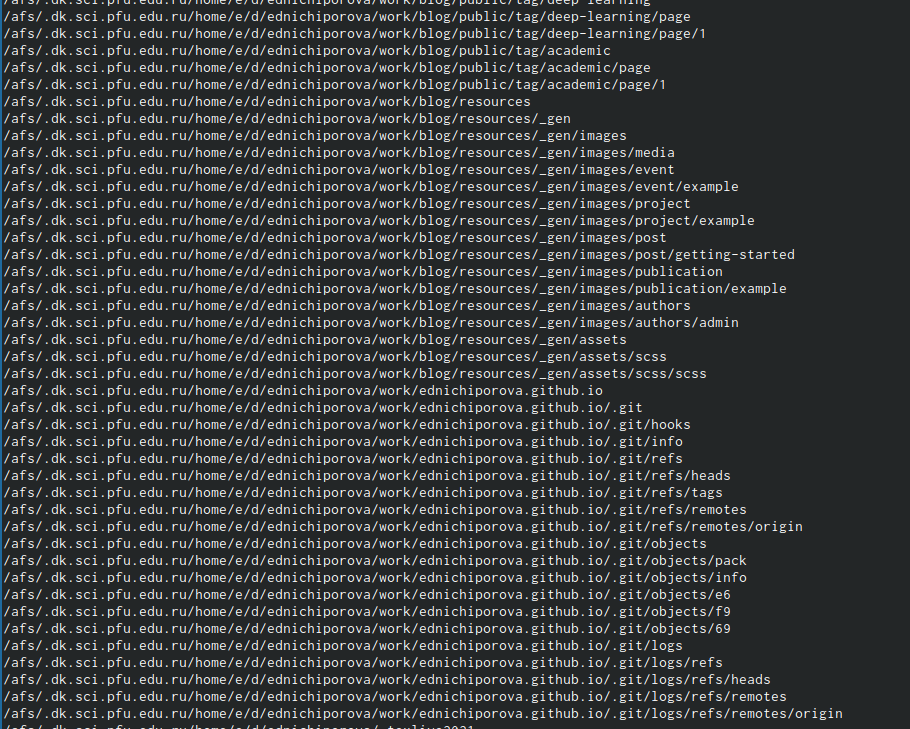 /afs/.dk.sci.pfu.edu.ru/home/e/d/ednichiporova/work/blog/public/tag/deep-learning
/afs/.dk.sci.pfu.edu.ru/home/e/d/ednichiporova/work/blog/public/tag/deep-learning/page
/afs/.dk.sci.pfu.edu.ru/home/e/d/ednichiporova/work/blog/public/tag/deep-learning/page/1
/afs/.dk.sci.pfu.edu.ru/home/e/d/ednichiporova/work/blog/public/tag/academic
/afs/.dk.sci.pfu.edu.ru/home/e/d/ednichiporova/work/blog/public/tag/academic/page
/afs/.dk.sci.pfu.edu.ru/home/e/d/ednichiporova/work/blog/public/tag/academic/page/1
/afs/.dk.sci.pfu.edu.ru/home/e/d/ednichiporova/work/blog/resources
/afs/.dk.sci.pfu.edu.ru/home/e/d/ednichiporova/work/blog/resources/_gen
/afs/.dk.sci.pfu.edu.ru/home/e/d/ednichiporova/work/blog/resources/_gen/images
/afs/.dk.sci.pfu.edu.ru/home/e/d/ednichiporova/work/blog/resources/_gen/images/media
/afs/.dk.sci.pfu.edu.ru/home/e/d/ednichiporova/work/blog/resources/_gen/images/event
/afs/.dk.sci.pfu.edu.ru/home/e/d/ednichiporova/work/blog/resources/_gen/images/event/example
/afs/.dk.sci.pfu.edu.ru/home/e/d/ednichiporova/work/blog/resources/_gen/images/project
/afs/.dk.sci.pfu.edu.ru/home/e/d/ednichiporova/work/blog/resources/_gen/images/project/example
/afs/.dk.sci.pfu.edu.ru/home/e/d/ednichiporova/work/blog/resources/_gen/images/post
/afs/.dk.sci.pfu.edu.ru/home/e/d/ednichiporova/work/blog/resources/_gen/images/post/getting-started
/afs/.dk.sci.pfu.edu.ru/home/e/d/ednichiporova/work/blog/resources/_gen/images/publication
/afs/.dk.sci.pfu.edu.ru/home/e/d/ednichiporova/work/blog/resources/_gen/images/publication/example
/afs/.dk.sci.pfu.edu.ru/home/e/d/ednichiporova/work/blog/resources/_gen/images/authors
/afs/.dk.sci.pfu.edu.ru/home/e/d/ednichiporova/work/blog/resources/_gen/images/authors/admin
/afs/.dk.sci.pfu.edu.ru/home/e/d/ednichiporova/work/blog/resources/_gen/assets
/afs/.dk.sci.pfu.edu.ru/home/e/d/ednichiporova/work/blog/resources/_gen/assets/scss
/afs/.dk.sci.pfu.edu.ru/home/e/d/ednichiporova/work/blog/resources/_gen/assets/scss/scss
/afs/.dk.sci.pfu.edu.ru/home/e/d/ednichiporova/work/ednichiporova.github.io
/afs/.dk.sci.pfu.edu.ru/home/e/d/ednichiporova/work/ednichiporova.github.io/.git
/afs/.dk.sci.pfu.edu.ru/home/e/d/ednichiporova/work/ednichiporova.github.io/.git/hooks
/afs/.dk.sci.pfu.edu.ru/home/e/d/ednichiporova/work/ednichiporova.github.io/.git/info
/afs/.dk.sci.pfu.edu.ru/home/e/d/ednichiporova/work/ednichiporova.github.io/.git/refs
/afs/.dk.sci.pfu.edu.ru/home/e/d/ednichiporova/work/ednichiporova.github.io/.git/refs/heads
/afs/.dk.sci.pfu.edu.ru/home/e/d/ednichiporova/work/ednichiporova.github.io/.git/refs/tags
/afs/.dk.sci.pfu.edu.ru/home/e/d/ednichiporova/work/ednichiporova.github.io/.git/refs/remotes
/afs/.dk.sci.pfu.edu.ru/home/e/d/ednichiporova/work/ednichiporova.github.io/.git/refs/remotes/origin
/afs/.dk.sci.pfu.edu.ru/home/e/d/ednichiporova/work/ednichiporova.github.io/.git/objects
/afs/.dk.sci.pfu.edu.ru/home/e/d/ednichiporova/work/ednichiporova.github.io/.git/objects/pack
/afs/.dk.sci.pfu.edu.ru/home/e/d/ednichiporova/work/ednichiporova.github.io/.git/objects/info
/afs/.dk.sci.pfu.edu.ru/home/e/d/ednichiporova/work/ednichiporova.github.io/.git/objects/e6
/afs/.dk.sci.pfu.edu.ru/home/e/d/ednichiporova/work/ednichiporova.github.io/.git/objects/f9
/afs/.dk.sci.pfu.edu.ru/home/e/d/ednichiporova/work/ednichiporova.github.io/.git/objects/69
/afs/.dk.sci.pfu.edu.ru/home/e/d/ednichiporova/work/ednichiporova.github.io/.git/logs
/afs/.dk.sci.pfu.edu.ru/home/e/d/ednichiporova/work/ednichiporova.github.io/.git/logs/refs
/afs/.dk.sci.pfu.edu.ru/home/e/d/ednichiporova/work/ednichiporova.github.io/.git/logs/refs/heads
/afs/.dk.sci.pfu.edu.ru/home/e/d/ednichiporova/work/ednichiporova.github.io/.git/logs/refs/remotes
/afs/.dk.sci.pfu.edu.ru/home/e/d/ednichiporova/work/ednichiporova.github.io/.git/logs/refs/remotes/origin
/afs/.dk.sci.pfu.edu.ru/home/e/d/ednichiporova/.texlive2021